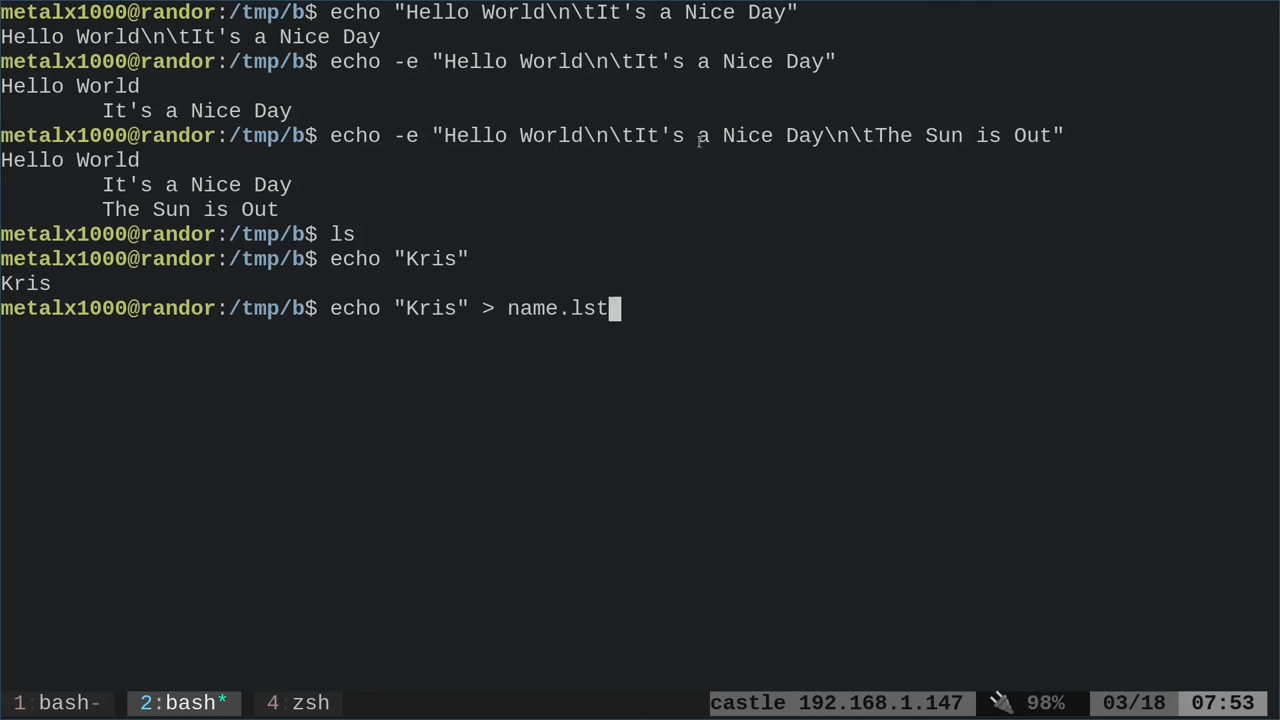 metalx1000@randor:/tmp/b$ echo "Hello World\n\tIt's a Nice Day"
Hello World\n\tIt's a Nice Day
metalx1000@randor:/tmp/b$ echo -e "Hello World\n\tIt's a Nice Day"
Hello World
        It's a Nice Day
metalx1000@randor:/tmp/b$ echo -e "Hello World\n\tIt's a Nice Day\n\tThe Sun is Out"
Hello World
        It's a Nice Day
        The Sun is Out
metalx1000@randor:/tmp/b$ ls
metalx1000@randor:/tmp/b$ echo "Kris"
Kris
metalx1000@randor:/tmp/b$ echo "Kris" > name.lst
1:bash- 2:bash* 4:zsh castle 192.168.1.147 98% 03/18 07:53